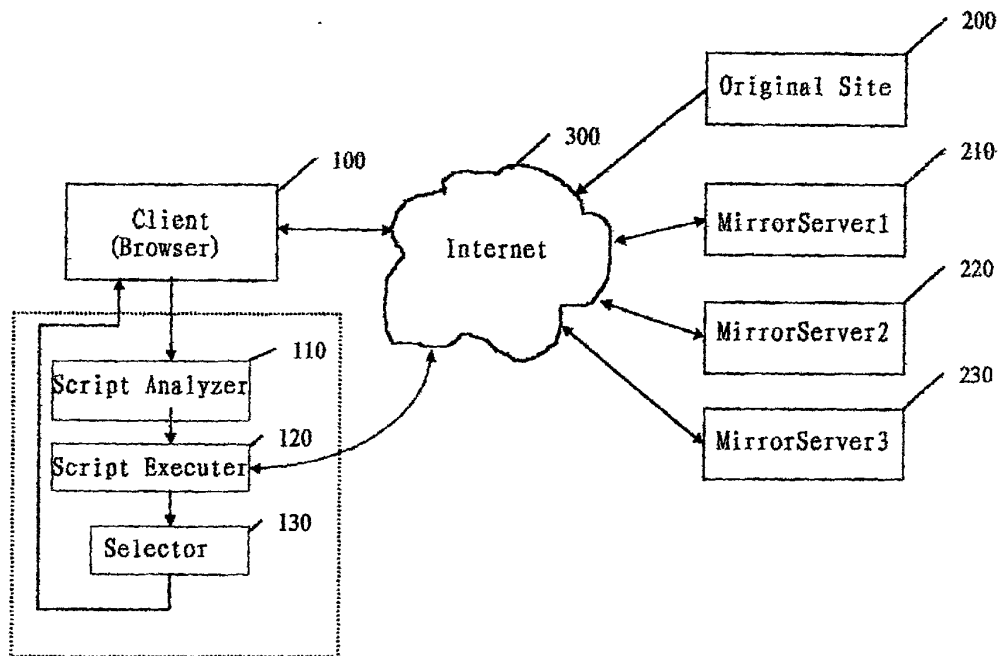 200
Original Site
300
210
100
Client
(Browser)
Internet
MirrorServer1
220
MirrorServer2
110
Script Analyzer
230
120
MirrorServer3
Script Executer
130
Selector